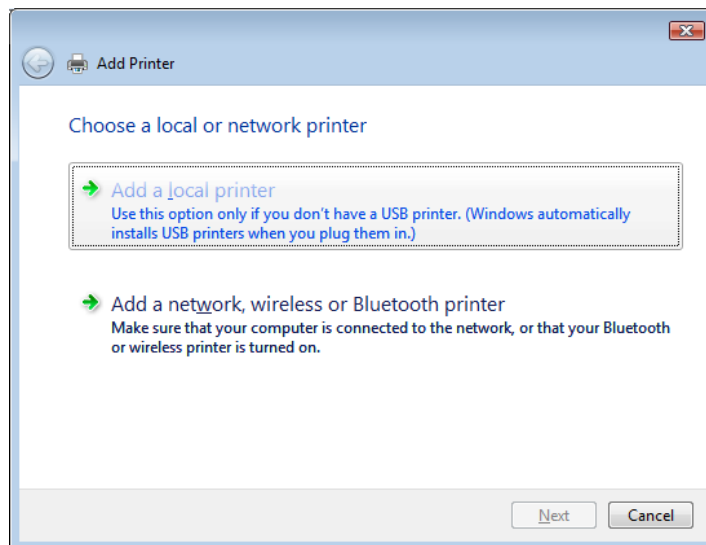 Add Printer
Choose a local or network printer
Add a local printer
Use this option only if you don't have a USB printer. (Windows automatically
installs USB printers when you plug them in.)
Add a network, wireless or Bluetooth printer
Make sure that your computer is connected to the network, or that your Bluetooth
or wireless printer is turned on.
Next Cancel